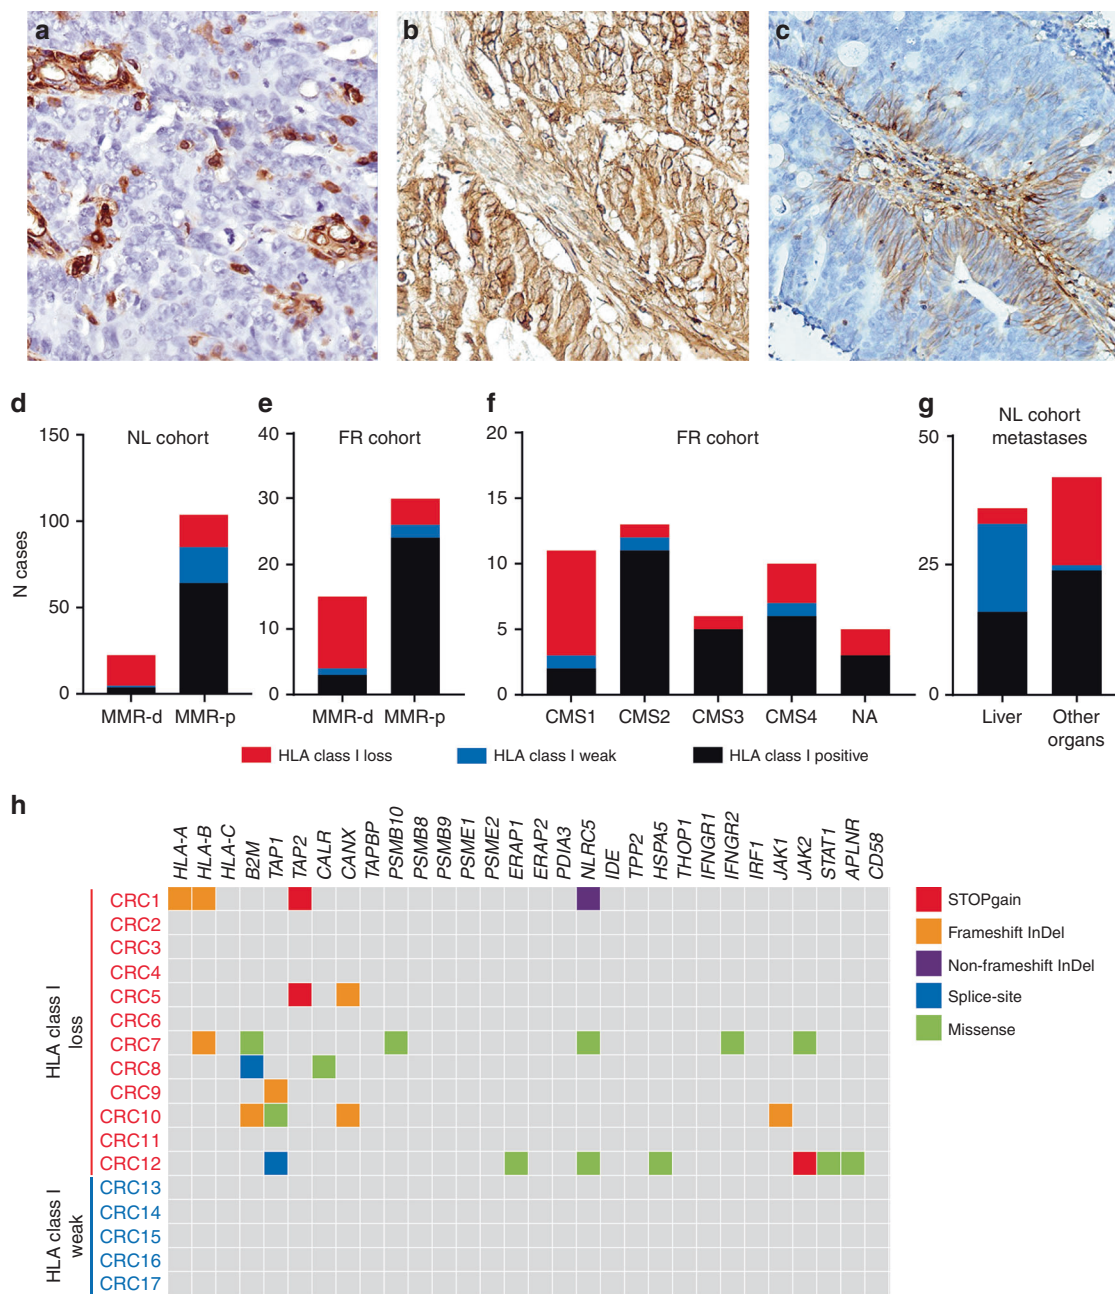 a
b
c
d
e
f
g
NL cohort
FR cohort
FR cohort
NL cohort
metastases
N cases
150
100
50
0
MMR-d
MMR-p
40
30
20
10
0
MMR-d
MMR-p
20
15
10
5
0
CMS1
CMS2
CMS3
CMS4
NA
50
25
0
Liver
Other
organs
HLA class I loss
HLA class I weak
HLA class I positive
h
HLA-A
HLA-B
HLA-C
B2M
TAP1
TAP2
CALR
CANX
TAPBP
PSMB10
PSMB8
PSMB9
PSME1
PSME2
ERAP1
ERAP2
PDIA3
NLRC5
IDE
TPP2
HSPA5
THOP1
IFNGR1
IFNGR2
IRF1
JAK1
JAK2
STAT1
APLNR
CD58
HLA class I
loss
CRC1
CRC2
CRC3
CRC4
CRC5
CRC6
CRC7
CRC8
CRC9
CRC10
CRC11
CRC12
HLA class I
weak
CRC13
CRC14
CRC15
CRC16
CRC17
STOPgain
Frameshift InDel
Non-frameshift InDel
Splice-site
Missense